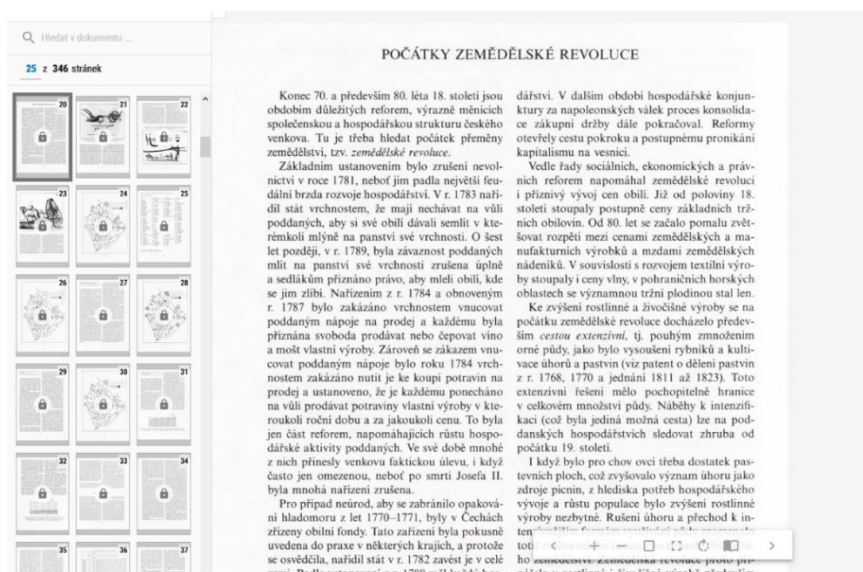 Hledat v dokumentu ...
25 z 346 stránek
20
21
22
23
24
25
26
27
28
29
30
31
32
33
34
35
36
37
POČÁTKY ZEMĚDĚLSKÉ REVOLUCE
Konec 70. a především 80. léta 18. století jsou
obdobím důležitých reforem, výrazně měnících
společenskou a hospodářskou strukturu českého
venkova. Tu je třeba hledat počátek přeměny
zemědělství, tzv. zemědělské revoluce.
Základním ustanovením bylo zrušení nevol-
nictví v roce 1781, neboť jím padla největší feu-
dální brzda rozvoje hospodářství. V r. 1783 naří-
dil stát vrchnostem, že mají nechávat na vůli
poddaných, aby si své obilí dávali semlít v kte-
rémkoli mlýně na panství své vrchnosti. O šest
let později, v r. 1789, byla závaznost poddaných
mlít na panství své vrchnosti zrušena úplně
a sedlákům přiznáno právo, aby mleli obilí, kde
se jim zlíbí. Nařízením z r. 1784 a obnoveným
r. 1787 bylo zakázáno vrchnostem vnucovat
poddaným nápoje na prodej a každému byla
přiznána svoboda prodávat nebo čepovat víno
a mošt vlastní výroby. Zároveň se zákazem vnu-
covat poddaným nápoje bylo roku 1784 vrch-
nostem zakázáno nutit je ke koupi potravin na
prodej a ustanoveno, že je každému ponecháno
na vůli prodávat potraviny vlastní výroby v kte-
roukoli roční dobu a za jakoukoli cenu. To byla
jen část reforem, napomáhajících růstu hospo-
dářské aktivity poddaných. Ve své době mnohé
z nich přinesly venkovu faktickou úlevu, i když
často jen omezenou, neboť po smrti Josefa II.
byla mnohá nařízení zrušena.
Pro případ neúrod, aby se zabránilo opaková-
ní hladomoru z let 1770–1771, byly v Čechách
zřízeny obilní fondy. Tato zařízení byla pokusně
uvedena do praxe v některých krajích, a protože
se osvědčila, nařídil stát v r. 1782 zavést je v celé
dářství. V dalším období hospodářské konjun-
ktury za napoleonských válek proces konsolida-
ce zákupní držby dále pokračoval. Reformy
otevřely cestu pokroku a postupnému pronikání
kapitalismu na vesnici.
Vedle řady sociálních, ekonomických a práv-
ních reforem napomáhal zemědělské revoluci
i příznivý vývoj cen obilí. Již od poloviny 18.
století stoupaly postupně ceny základních trž-
ních obilovin. Od 80. let se začalo pomalu zvět-
šovat rozpětí mezi cenami zemědělských a ma-
nufakturních výrobků a mzdami zemědělských
nádeníků. V souvislosti s rozvojem textilní výro-
by stoupaly i ceny vlny, v pohraničních horských
oblastech se významnou tržní plodinou stal len.
Ke zvýšení rostlinné a živočišné výroby se na
počátku zemědělské revoluce docházelo předev-
ším cestou extenzívní, tj. pouhým zmnožením
orné půdy, jako bylo vysoušení rybníků a kulti-
vace úhorů a pastvin (viz patent o dělení pastvin
z r. 1768, 1770 a jednání 1811 až 1823). Toto
extenzívní řešení mělo pochopitelně hranice
v celkovém množství půdy. Náběhy k intenzifi-
kaci (což byla jediná možná cesta) lze na pod-
danských hospodářstvích sledovat zhruba od
počátku 19. století.
I když bylo pro chov ovcí třeba dostatek pas-
tevních ploch, což zvyšovalo význam úhoru jako
zdroje pícnin, z hlediska potřeb hospodářského
vývoje a růstu populace bylo zvýšení rostlinné
výroby nezbytné. Rušení úhoru a přechod k in-